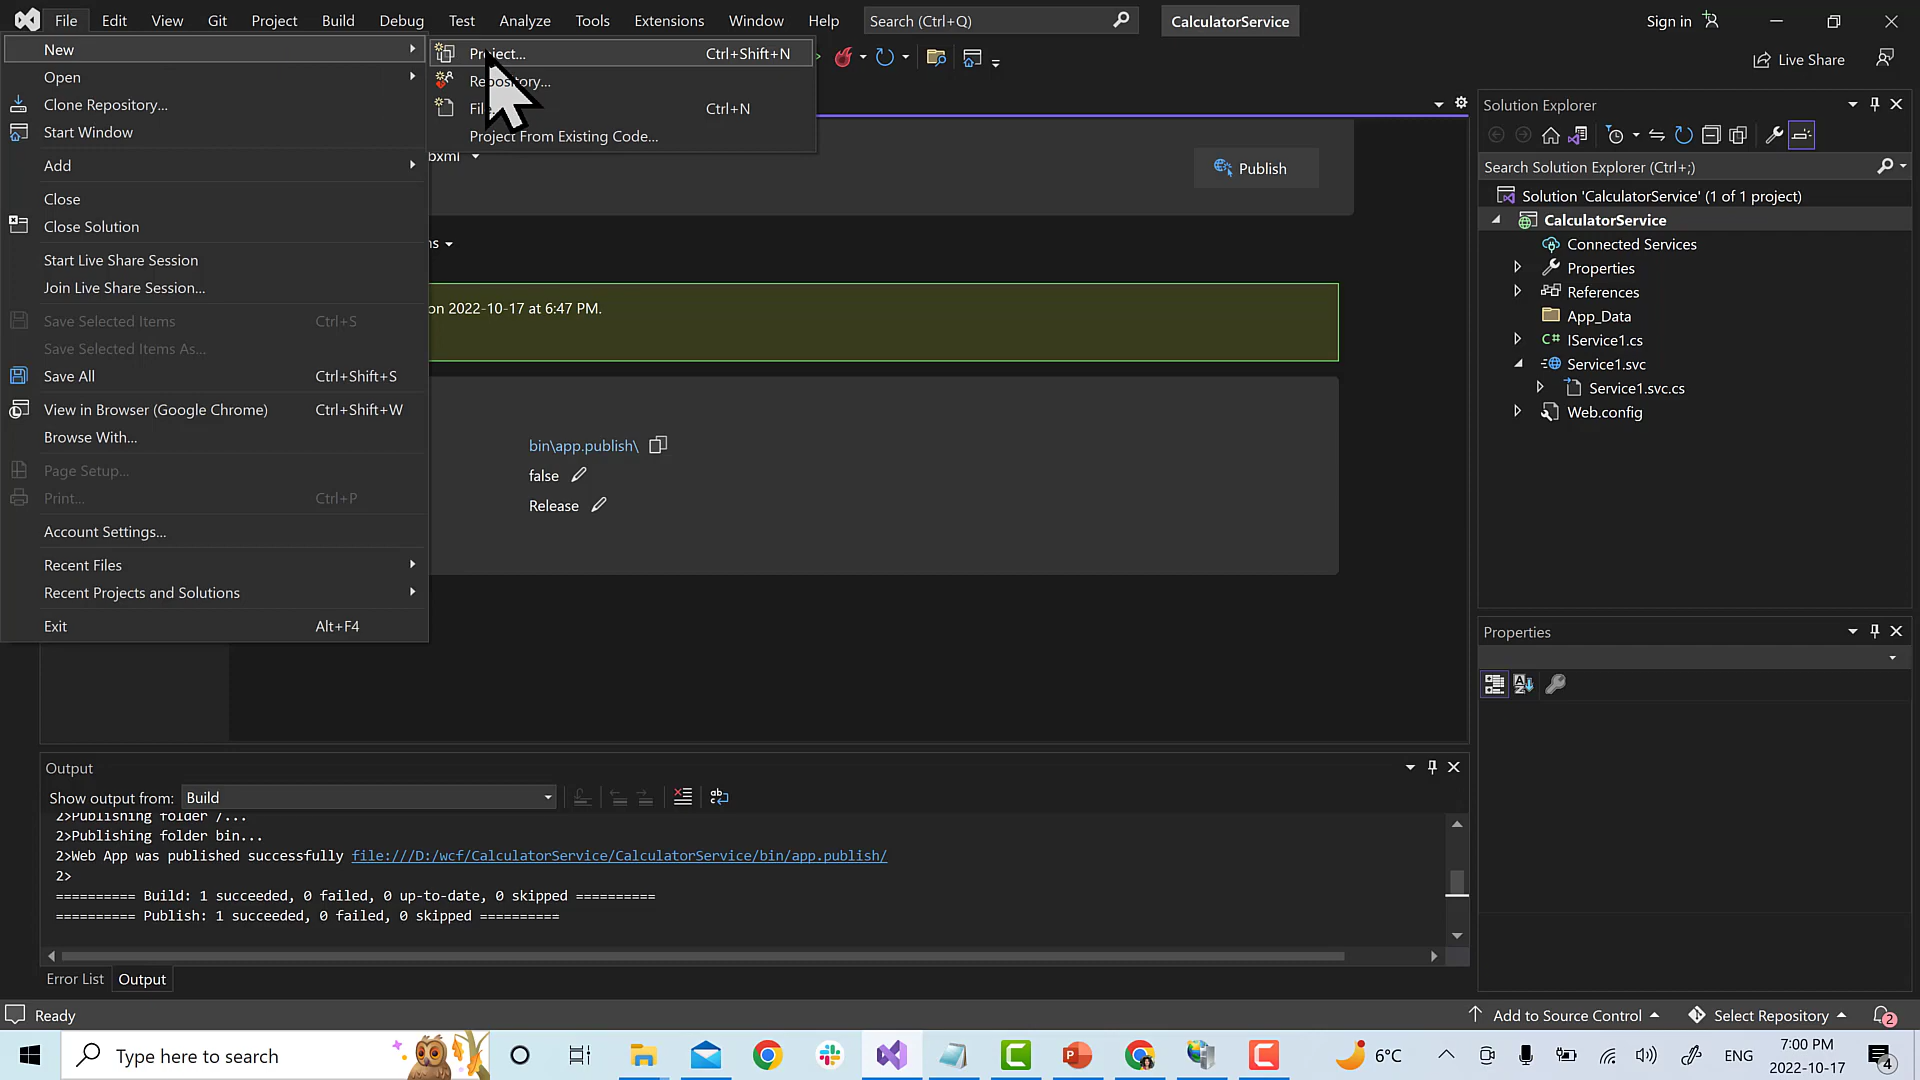 File Edit View Git Project Build Debug Test Analyze Tools Extensions Window Help Search (Ctrl+Q) CalculatorService Sign in
New
Open
Clone Repository...
Start Window
Add
Close
Close Solution
Start Live Share Session
Join Live Share Session...
Save Selected Items Ctrl+S
Save Selected Items As...
Save All Ctrl+Shift+S
View in Browser (Google Chrome) Ctrl+Shift+W
Browse With...
Page Setup...
Print... Ctrl+P
Account Settings...
Recent Files
Recent Projects and Solutions
Exit Alt+F4
Project... Ctrl+Shift+N
Repository...
Ctrl+N
Project From Existing Code...
Live Share
bxml
Publish
ns
on 2022-10-17 at 6:47 PM.
bin\app.publish\
false
Release
Solution Explorer
Search Solution Explorer (Ctrl+;)
Solution 'CalculatorService' (1 of 1 project)
CalculatorService
Connected Services
Properties
References
App_Data
IService1.cs
Service1.svc
Service1.svc.cs
Web.config
Properties
Output
Show output from: Build
2>Publishing folder /...
2>Publishing folder bin...
2>Web App was published successfully file:///D:/wcf/CalculatorService/CalculatorService/bin/app.publish/
2>
========== Build: 1 succeeded, 0 failed, 0 up-to-date, 0 skipped ==========
========== Publish: 1 succeeded, 0 failed, 0 skipped ==========
Error List Output
Ready Add to Source Control Select Repository 2
Type here to search 6°C ENG 7:00 PM
2022-10-17 4